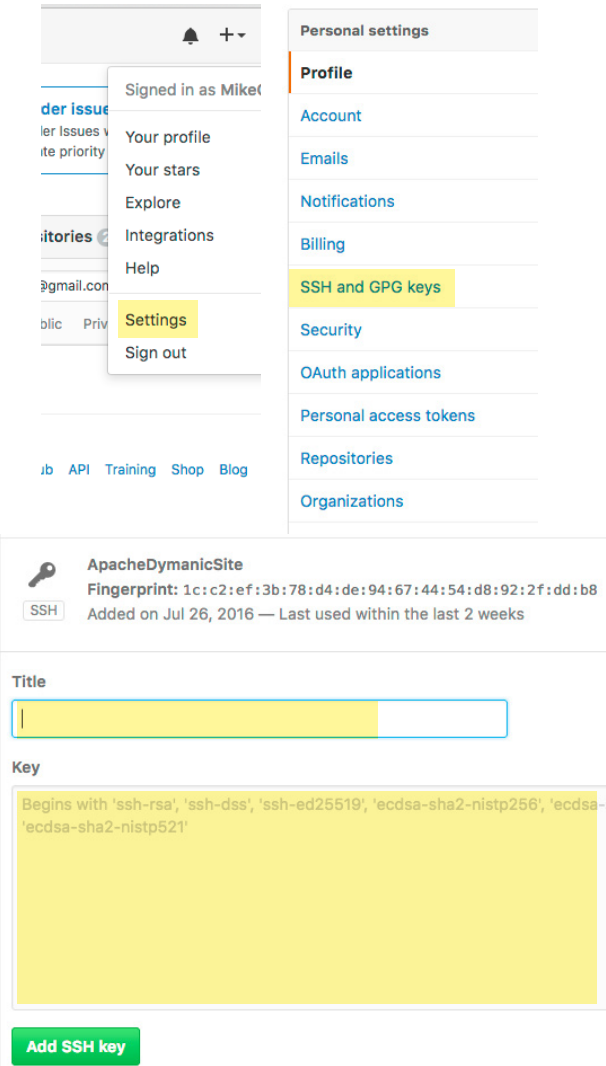 Signed in as Mike
der issue
ler Issues
te priority
Your profile
Your stars
Explore
Integrations
Help
sitories
@gmail.com
blic Priv
Settings
Sign out
ub API Training Shop Blog
Personal settings
Profile
Account
Emails
Notifications
Billing
SSH and GPG keys
Security
OAuth applications
Personal access tokens
Repositories
Organizations
ApacheDymanicSite
Fingerprint: 1c:c2:ef:3b:78:d4:de:94:67:44:54:d8:92:2f:dd:b8
SSH
Added on Jul 26, 2016 — Last used within the last 2 weeks
Title
Key
Begins with 'ssh-rsa', 'ssh-dss', 'ssh-ed25519', 'ecdsa-sha2-nistp256', 'ecdsa-
'ecdsa-sha2-nistp521'
Add SSH key